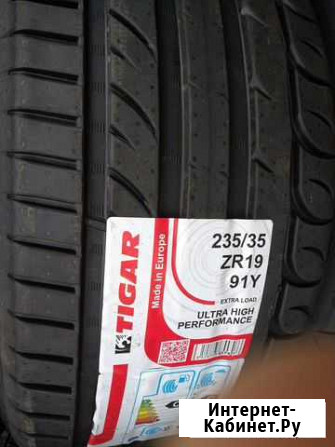 TIGAR
Made in Europe
235/35
ZR19
91Y
EXTRA LOAD
ULTRA HIGH
PERFORMANCE
Интернет-
Кабинет.Ру